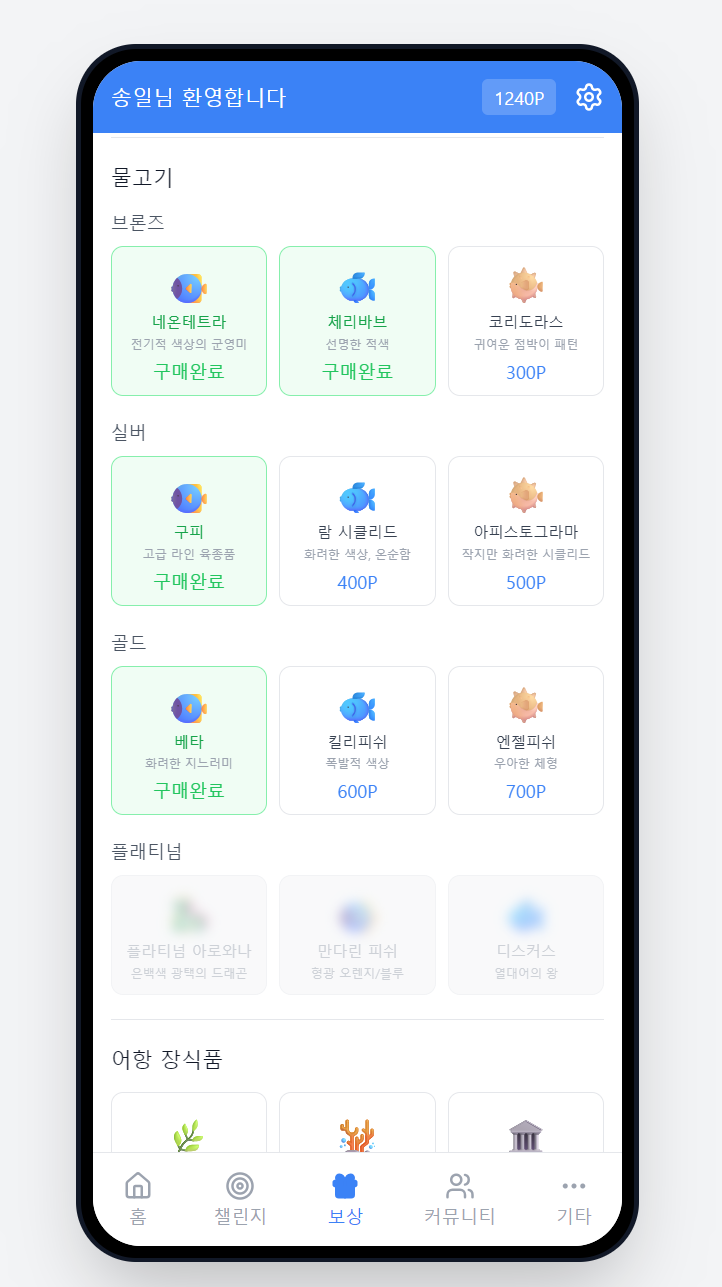 송일님 환영합니다
1240P
물고기
브론즈
네온테트라
전기적 색상의 군영미
구매완료
체리바브
선명한 적색
구매완료
코리도라스
귀여운 점박이 패턴
300P
실버
구피
고급 라인 육종품
구매완료
람 시클리드
화려한 색상, 온순함
400P
아피스토그라마
작지만 화려한 시클리드
500P
골드
베타
화려한 지느러미
구매완료
킬리피쉬
폭발적 색상
600P
엔젤피쉬
우아한 체형
700P
플래티넘
플라티넘 아로와나
은백색 광택의 드래곤
만다린 피쉬
형광 오렌지/블루
디스커스
열대어의 왕
어항 장식품
홈
챌린지
보상
커뮤니티
기타